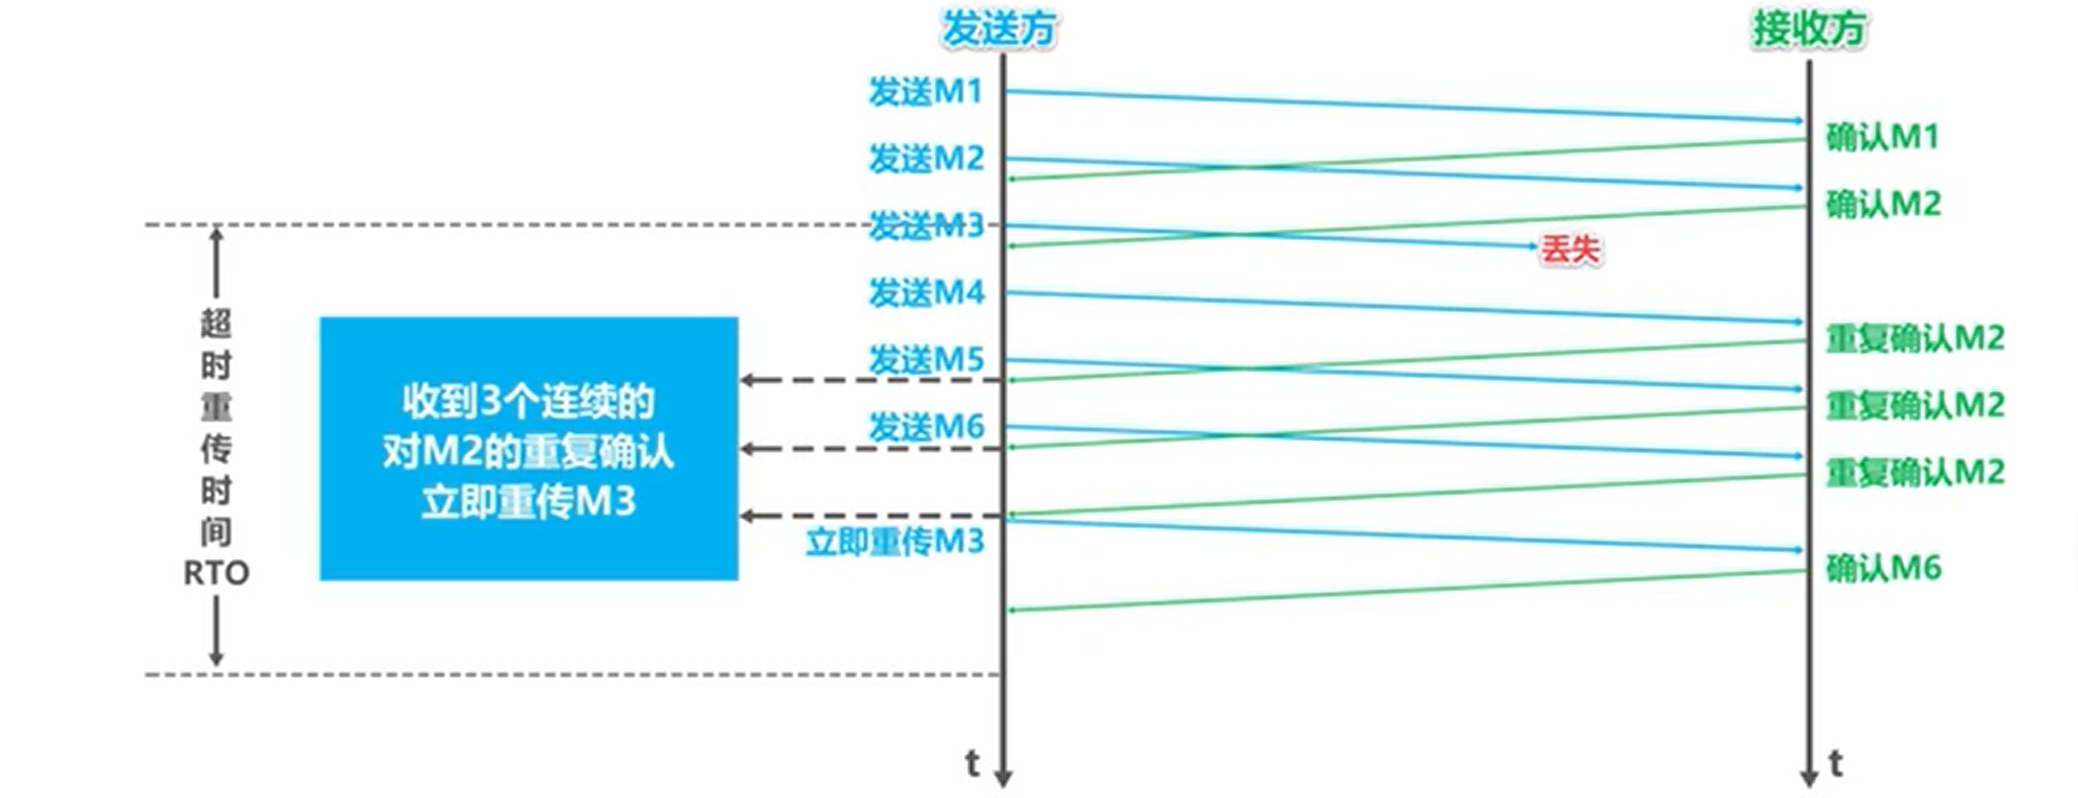 发送方
接收方
发送M1
确认M1
发送M2
确认M2
发送M3
丢失
发送M4
重复确认M2
发送M5
重复确认M2
发送M6
重复确认M2
立即重传M3
确认M6
超时重传时间RTO
收到3个连续的
对M2的重复确认
立即重传M3
t
t